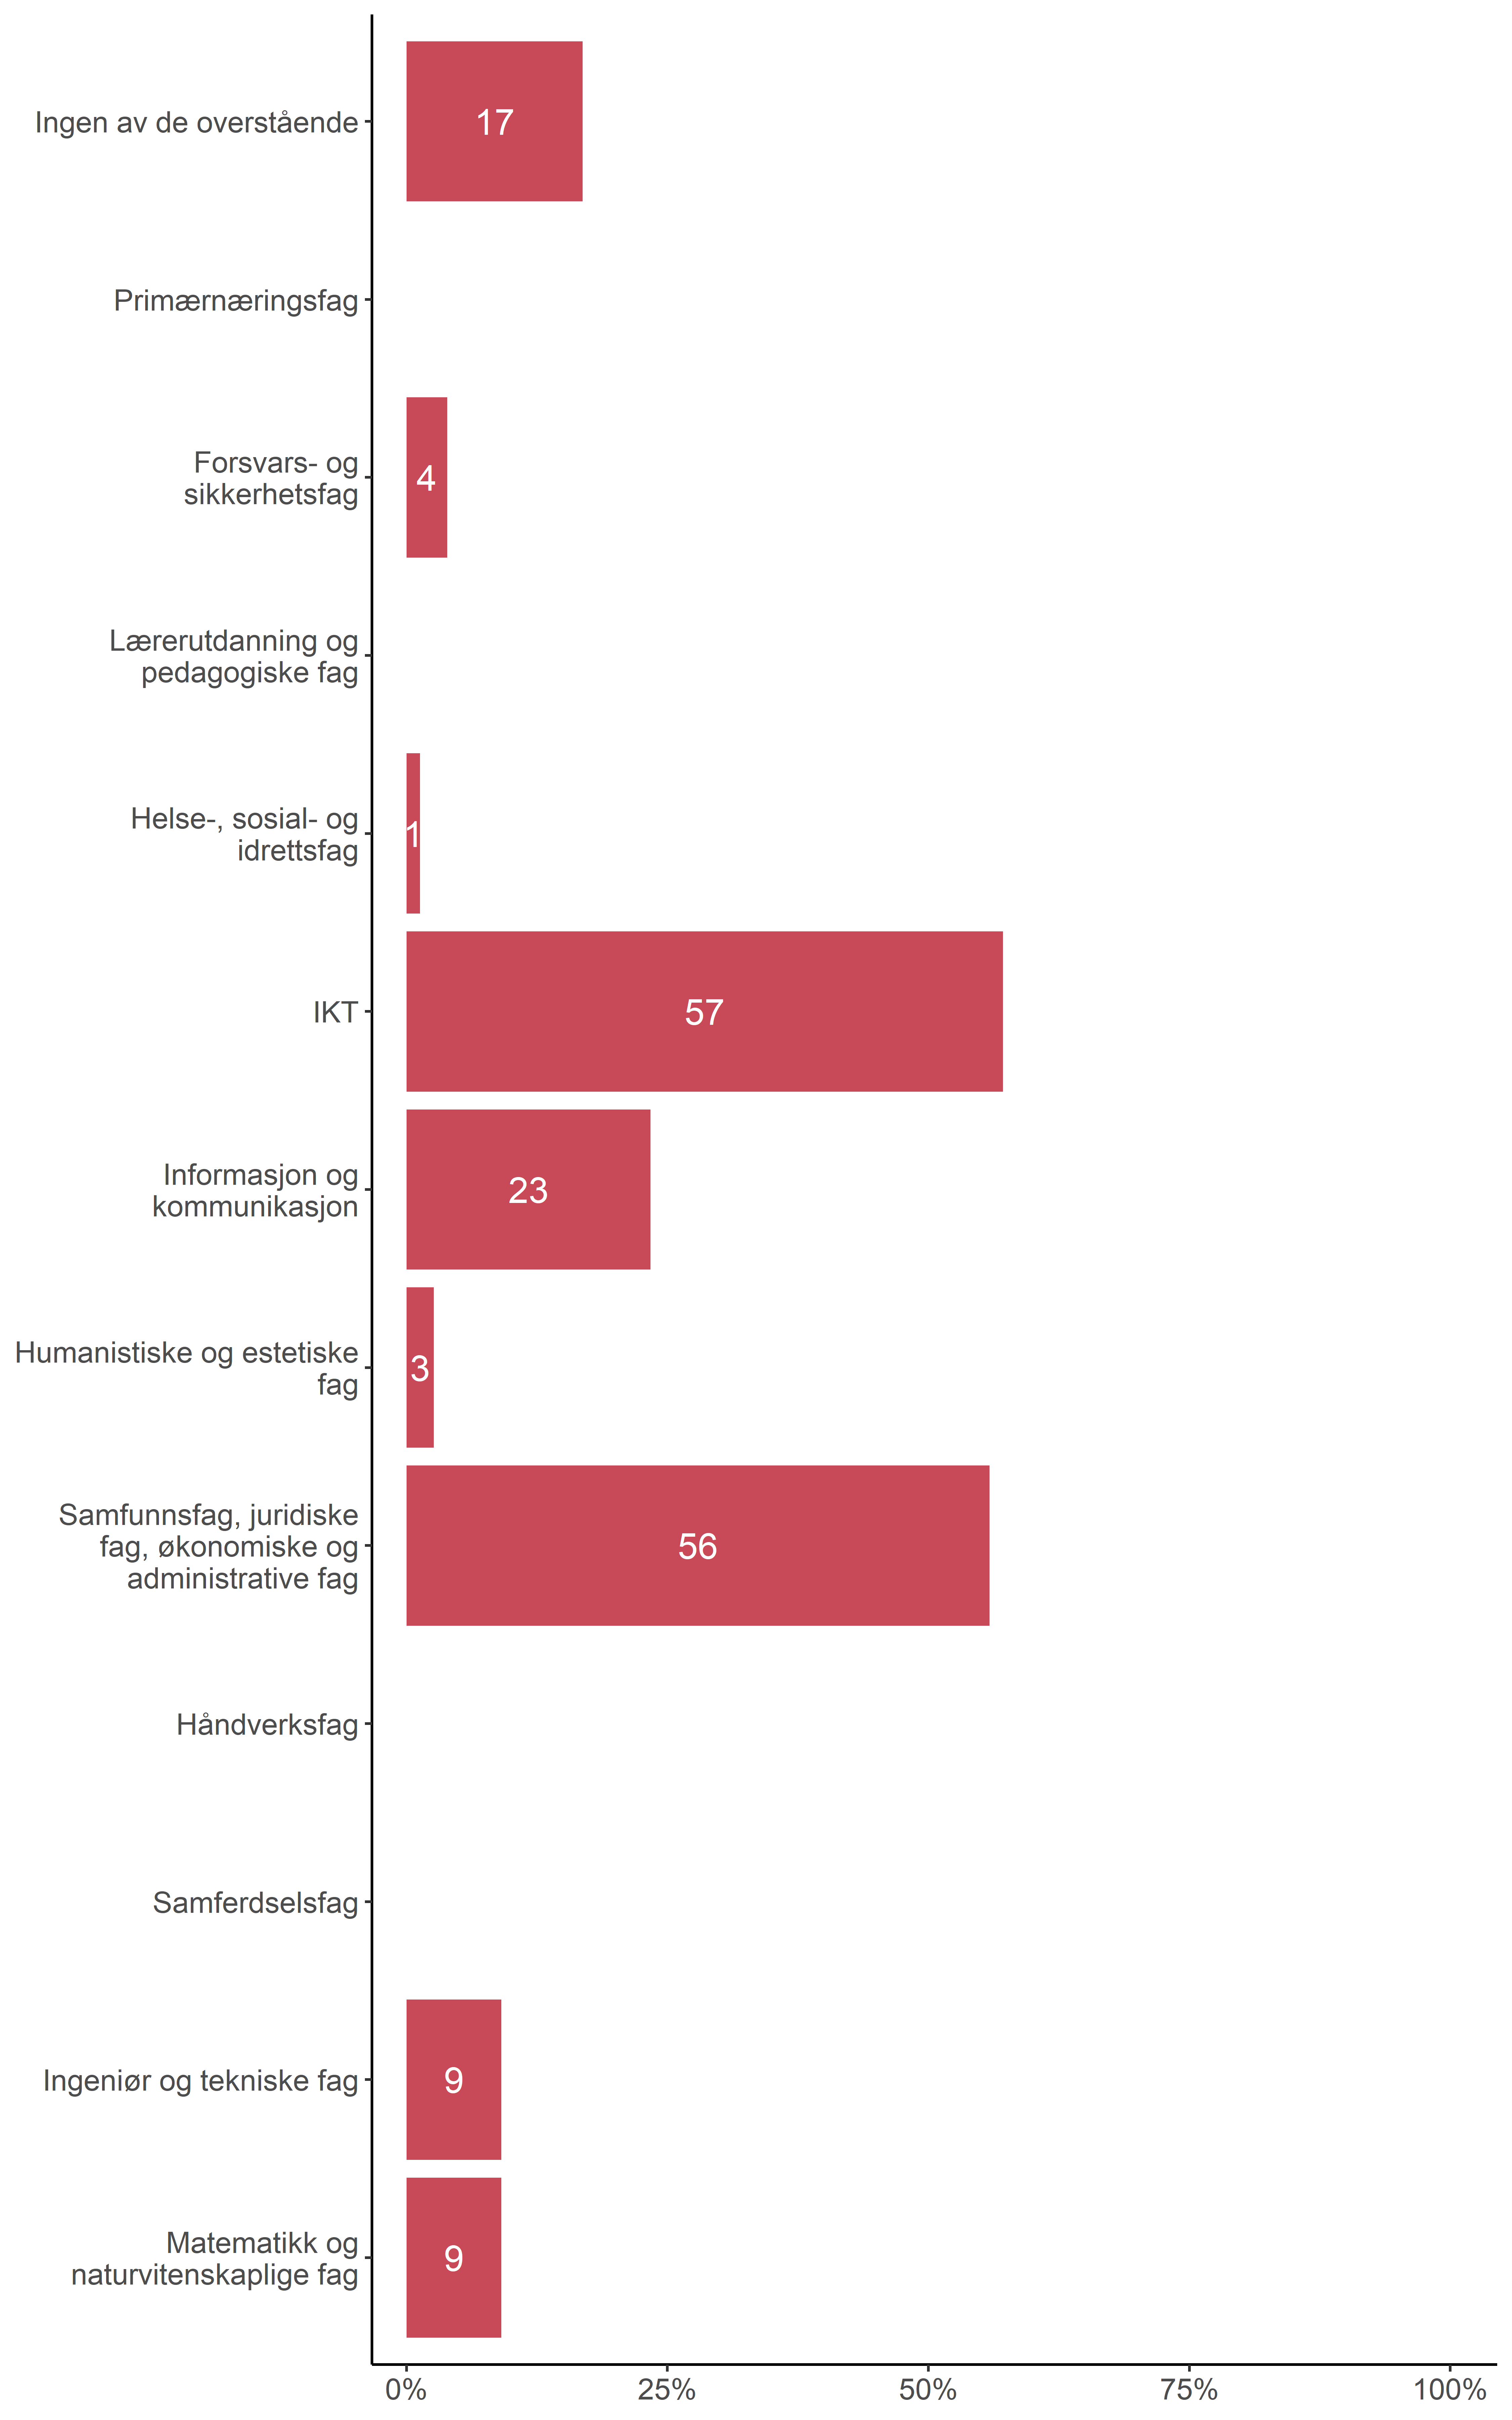 Ingen av de overstående
17
Primærnæringsfag
Forsvars- og
sikkerhetsfag
4
Lærerutdanning og
pedagogiske fag
Helse-, sosial- og
idrettsfag
1
IKT
57
Informasjon og
kommunikasjon
23
Humanistiske og estetiske
fag
3
Samfunnsfag, juridiske
fag, økonomiske og
administrative fag
56
Håndverksfag
Samferdselsfag
Ingeniør og tekniske fag
9
Matematikk og
naturvitenskaplige fag
9
0% 25% 50% 75% 100%